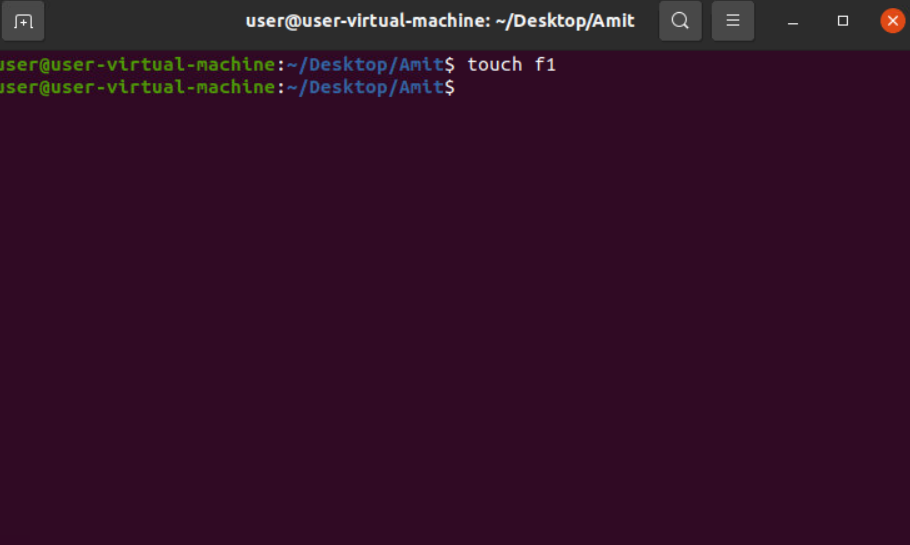 user@user-virtual-machine: ~/Desktop/Amit
user@user-virtual-machine:~/Desktop/Amit$ touch f1
user@user-virtual-machine:~/Desktop/Amit$